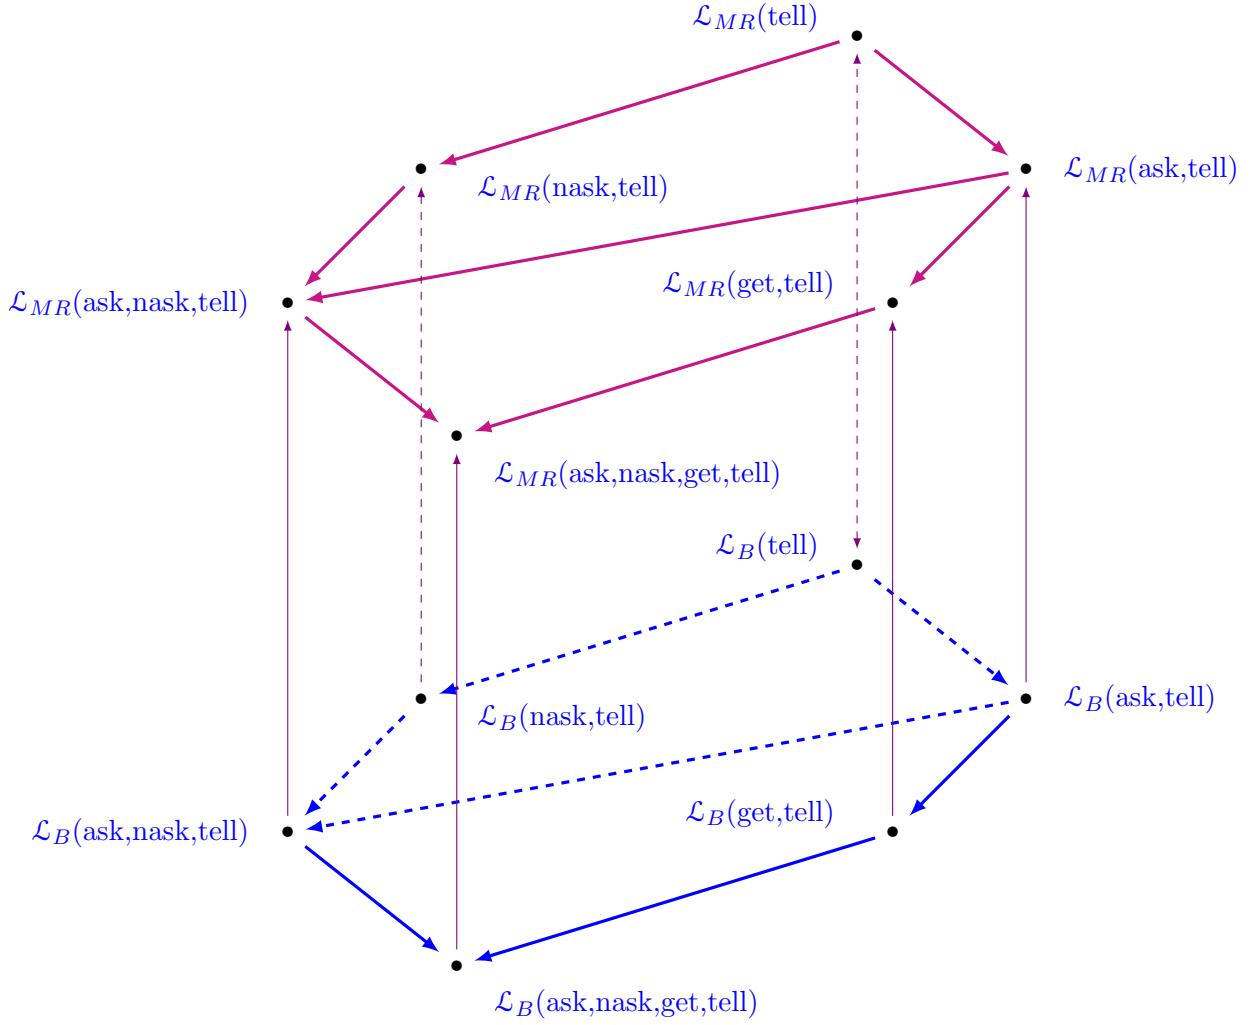 ℒ_MR(tell)
ℒ_MR(nask,tell)
ℒ_MR(ask,tell)
ℒ_MR(get,tell)
ℒ_MR(ask,nask,tell)
ℒ_MR(ask,nask,get,tell)
ℒ_B(tell)
ℒ_B(nask,tell)
ℒ_B(ask,tell)
ℒ_B(get,tell)
ℒ_B(ask,nask,tell)
ℒ_B(ask,nask,get,tell)